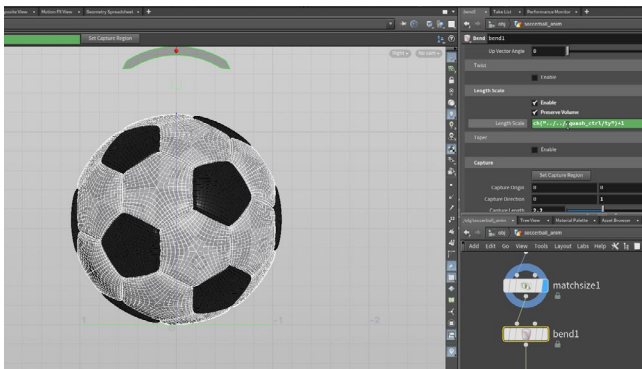 Motion FX View
Geometry Spreadsheet
bend1
Take List
Performance Monitor
obj
soccerball_anim
Set Capture Region
Bend
bend1
Up Vector Angle
0
Twist
Enable
Length Scale
Enable
Preserve Volume
Length Scale
Taper
Enable
Capture
Set Capture Region
Capture Origin
0
0
Capture Direction
0
1
Capture Length
Tree View
Material Palette
Asset Browser
obj
soccerball_anim
Add Edit Go View Tools Layout Labs Help
matchsize1
bend1
1
-1
-2